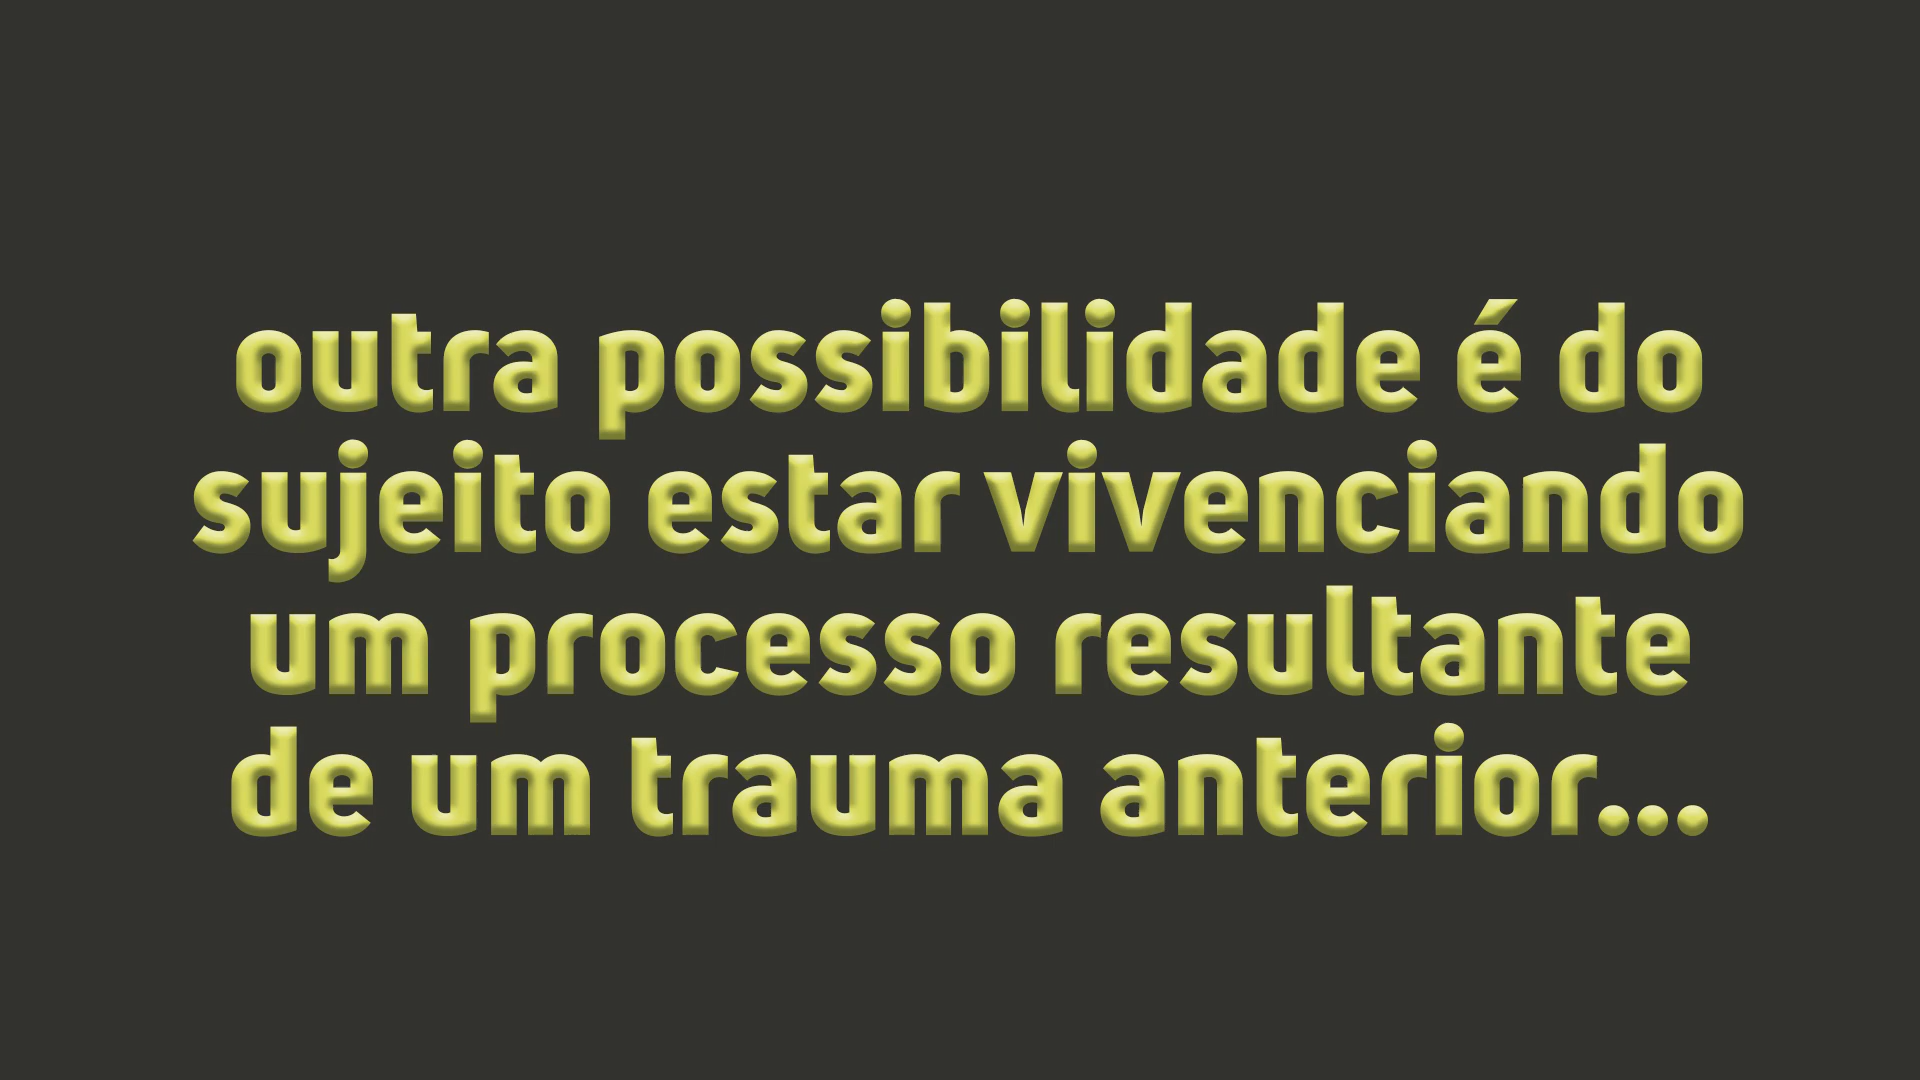 outra possibilidade é do
sujeito estar vivenciando
um processo resultante
de um trauma anterior...